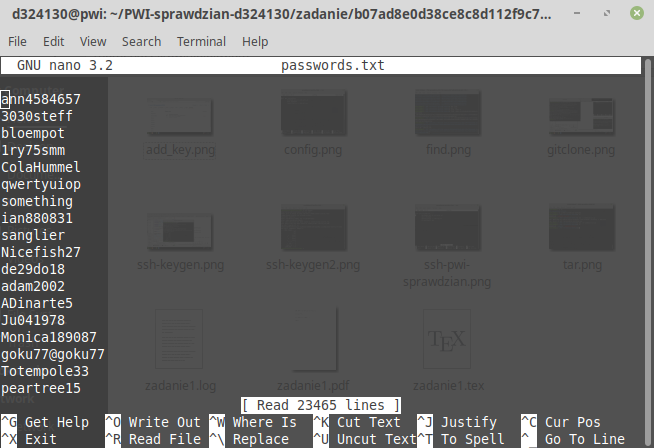 d324130@pwi: ~/PWI-sprawdzian-d324130/zadanie/b07ad8e0d38ce8c8d112f9c7...
File Edit View Search Terminal Help
GNU nano 3.2 passwords.txt
ann4584657
3030steff
bloempot
1ry75smm
ColaHummel
qwertyuiop
something
ian880831
sanglier
Nicefish27
de29do18
adam2002
ADinarte5
Ju041978
Monica189087
goku77@goku77
Totempole33
peartree15
add_key.png config.png find.png gitclone.png
ssh-keygen.png ssh-keygen2.png ssh-pwi-sprawdzian.png tar.png
zadanie1.log zadanie1.pdf zadanie1.tex
[ Read 23465 lines ]
^G Get Help ^O Write Out ^W Where Is ^K Cut Text ^J Justify ^C Cur Pos
^X Exit ^R Read File ^\ Replace ^U Uncut Text ^T To Spell ^_ Go To Line